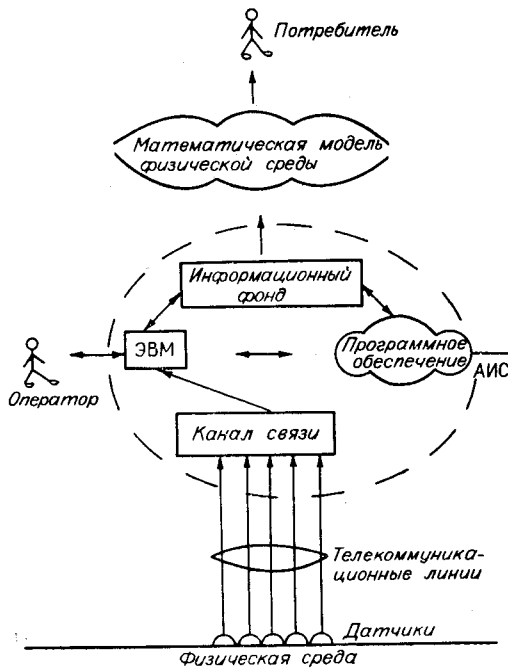 Потребитель
Математическая модель
физической среды
Информационный
фонд
ЭВМ
Программное
обеспечение
АИС
Оператор
Канал связи
Телекоммуника-
ционные линии
Датчики
Физическая среда